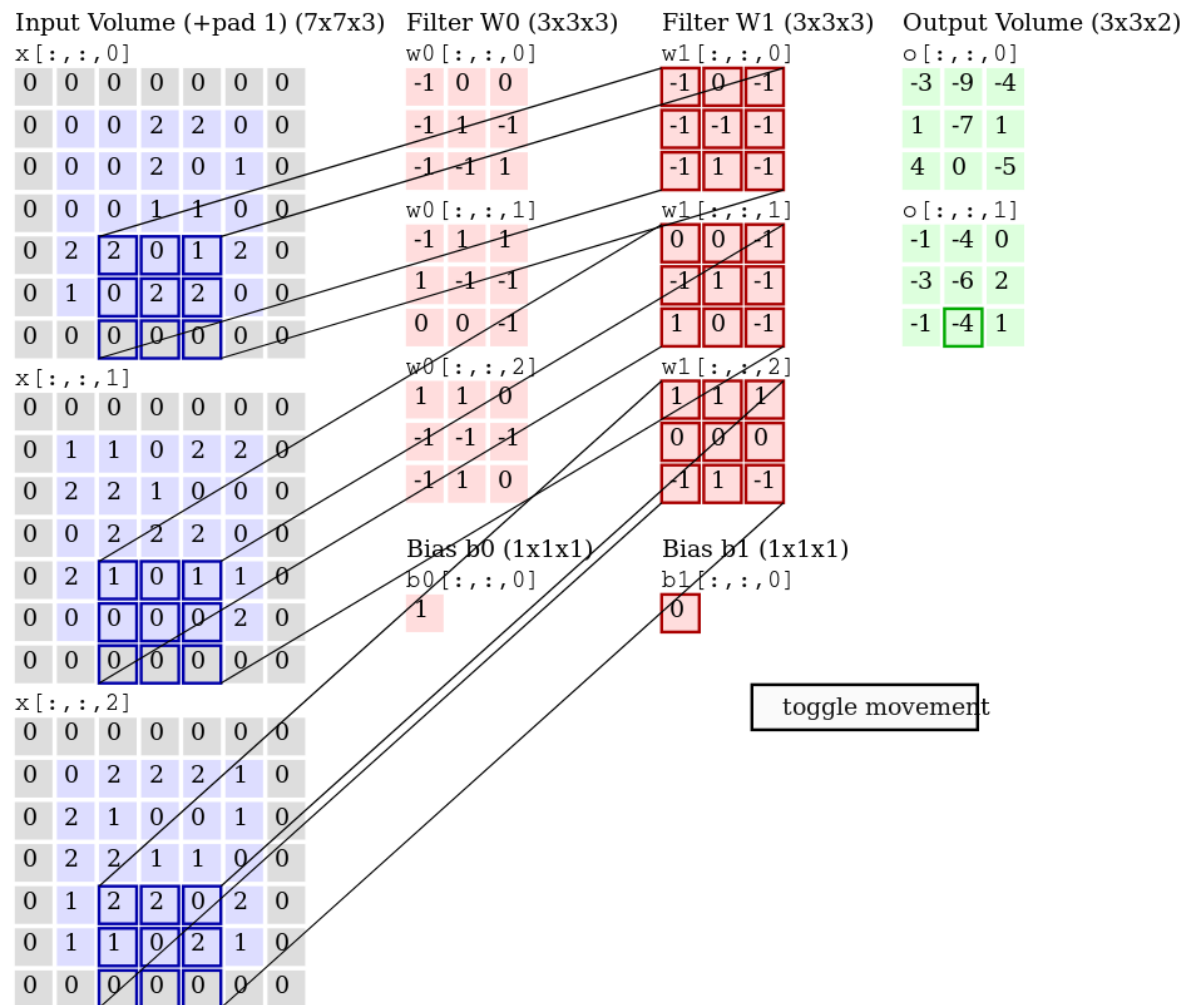 Input Volume (+pad 1) (7x7x3)
x[:,:,0]
0 0 0 0 0 0 0
0 0 0 2 2 0 0
0 0 0 2 0 1 0
0 0 0 1 1 0 0
0 2 2 0 1 2 0
0 1 0 2 2 0 0
0 0 0 0 0 0 0
x[:,:,1]
0 0 0 0 0 0 0
0 1 1 0 2 2 0
0 2 2 1 0 0 0
0 0 2 2 2 0 0
0 2 1 0 1 1 0
0 0 0 0 0 2 0
0 0 0 0 0 0 0
x[:,:,2]
0 0 0 0 0 0 0
0 0 2 2 2 1 0
0 2 1 0 0 1 0
0 2 2 1 1 0 0
0 1 2 2 0 2 0
0 1 1 0 2 1 0
0 0 0 0 0 0 0
Filter W0 (3x3x3)
w0[:,:,0]
-1 0 0
-1 1 -1
-1 -1 1
w0[:,:,1]
-1 1 1
1 -1 -1
0 0 -1
w0[:,:,2]
1 1 0
-1 -1 -1
-1 1 0
Bias b0 (1x1x1)
b0[:,:,0]
1
Filter W1 (3x3x3)
w1[:,:,0]
-1 0 -1
-1 -1 -1
-1 1 -1
w1[:,:,1]
0 0 -1
-1 1 -1
1 0 -1
w1[:,:,2]
1 1 1
0 0 0
-1 1 -1
Bias b1 (1x1x1)
b1[:,:,0]
0
Output Volume (3x3x2)
o[:,:,0]
-3 -9 -4
1 -7 1
4 0 -5
o[:,:,1]
-1 -4 0
-3 -6 2
-1 -4 1
toggle movement